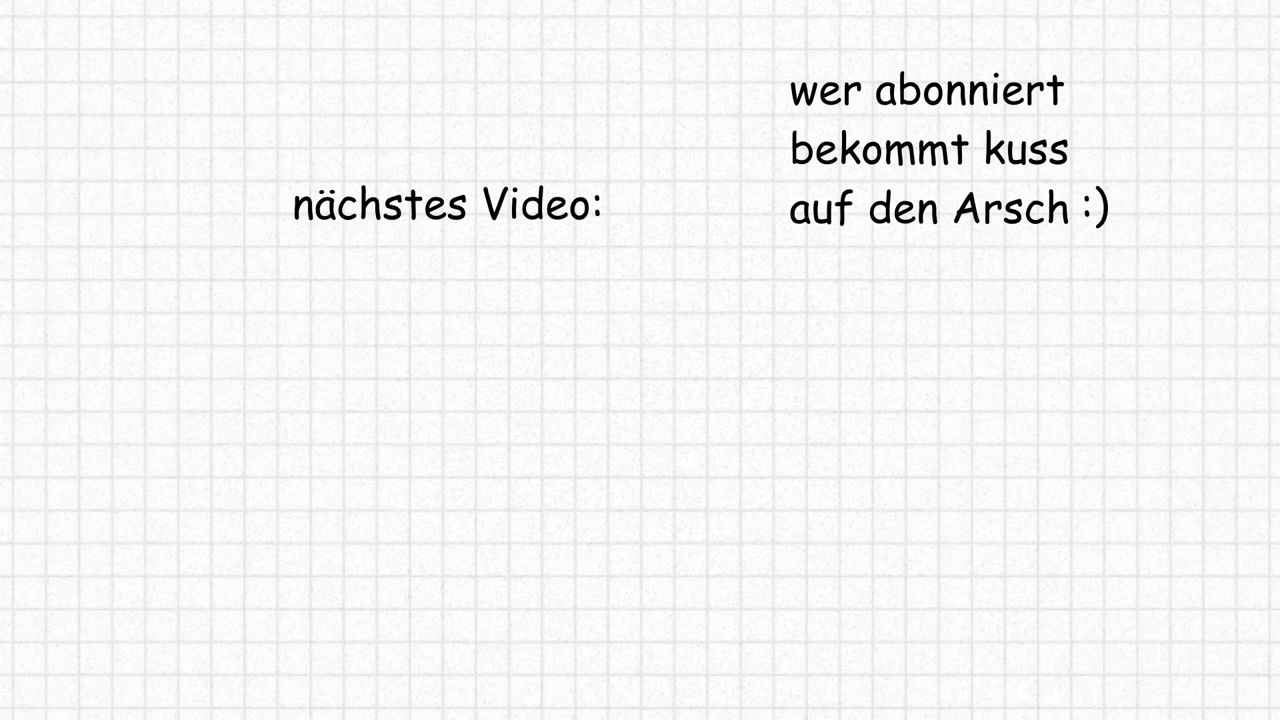 nächstes Video:
wer abonniert
bekommt kuss
auf den Arsch :)